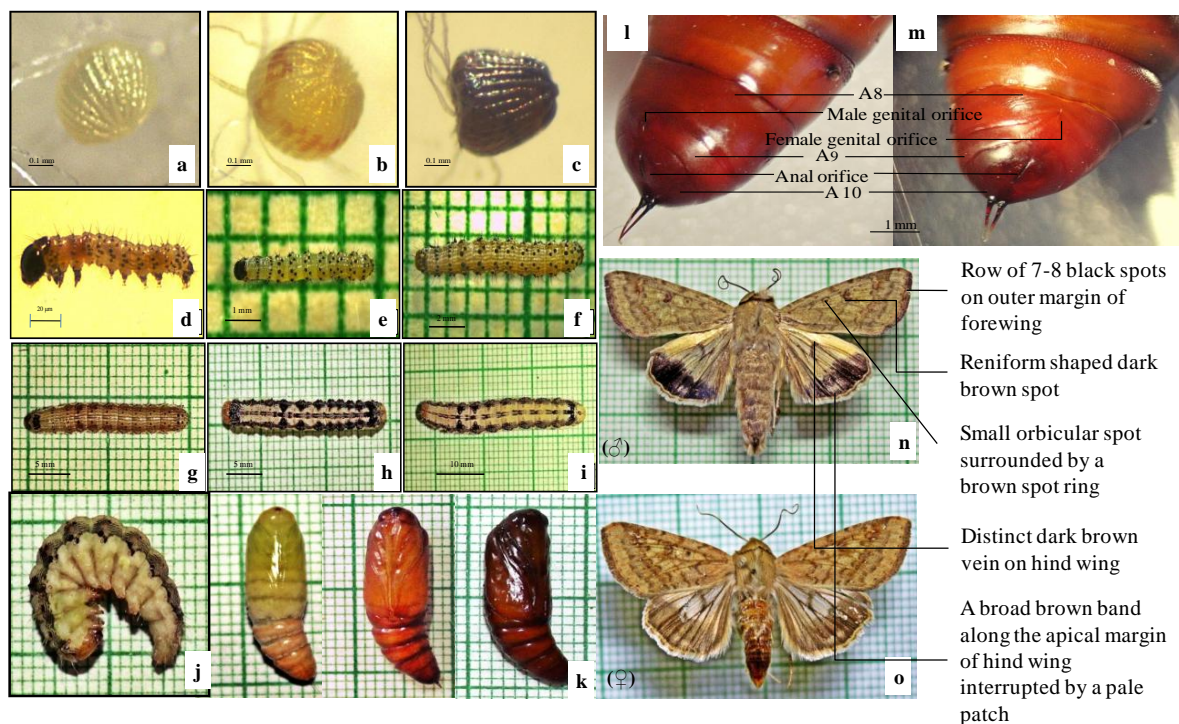 a
0.1 mm
b
0.1 mm
c
0.1 mm
d
20 µm
e
1 mm
f
2 mm
g
5 mm
h
5 mm
i
10 mm
j
k
l
m
A8
Male genital orifice
Female genital orifice
A9
Anal orifice
A10
1 mm
n
(♂)
o
(♀)
Row of 7-8 black spots
on outer margin of
forewing
Reniform shaped dark
brown spot
Small orbicular spot
surrounded by a
brown spot ring
Distinct dark brown
vein on hind wing
A broad brown band
along the apical margin
of hind wing
interrupted by a pale
patch